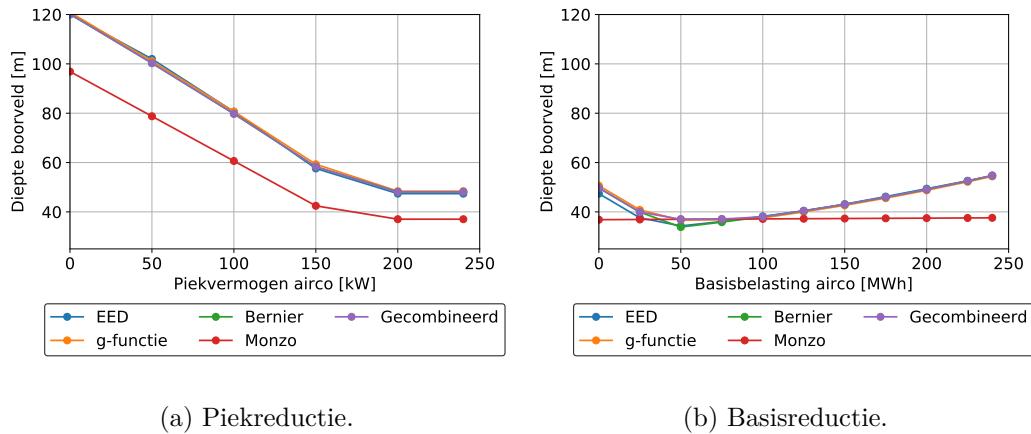 120
100
80
60
40
Diepte boorveld [m]
0 50 100 150 200 250
Piekvermogen airco [kW]
EED Bernier Gecombineerd
g-functie Monzo
(a) Piekreductie.
120
100
80
60
40
Diepte boorveld [m]
0 50 100 150 200 250
Basisbelasting airco [MWh]
EED Bernier Gecombineerd
g-functie Monzo
(b) Basisreductie.